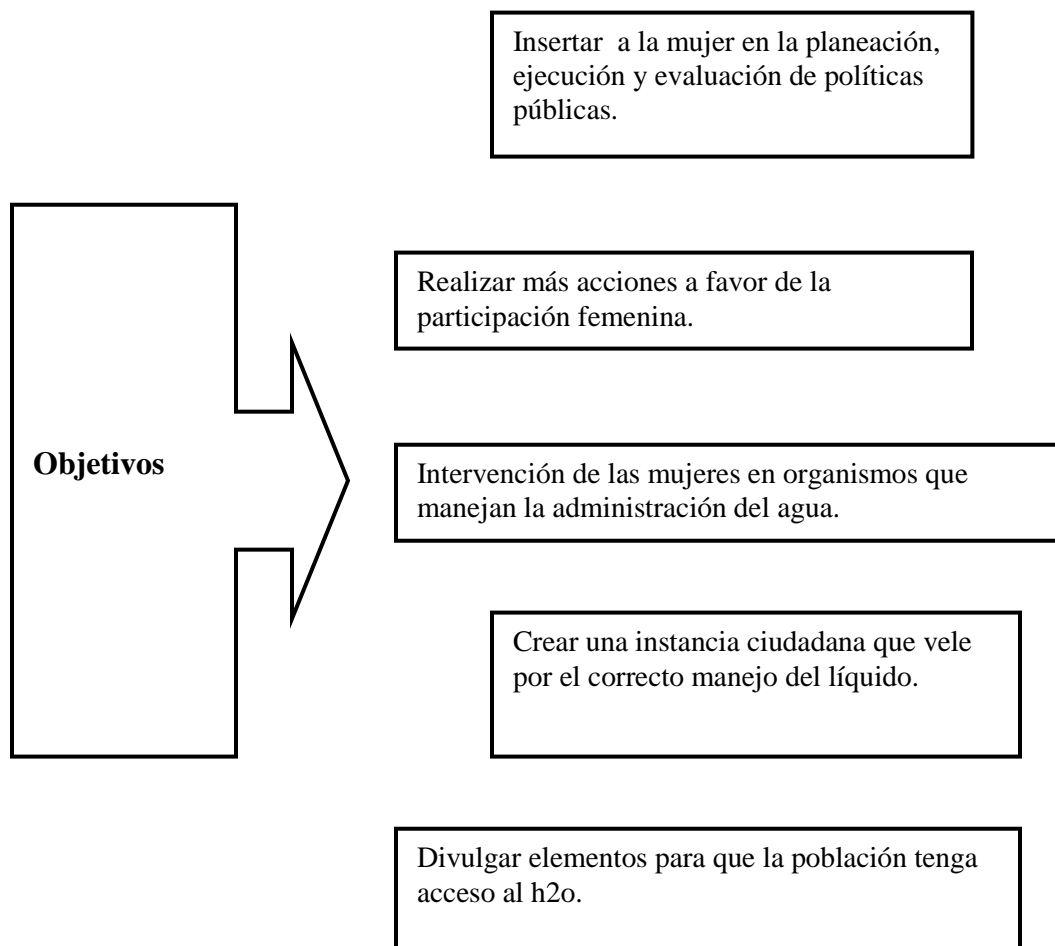 Insertar  a la mujer en la planeación,
ejecución y evaluación de políticas
públicas.
Realizar más acciones a favor de la
participación femenina.
Objetivos
Intervención de las mujeres en organismos que
manejan la administración del agua.
Crear una instancia ciudadana que vele
por el correcto manejo del líquido.
Divulgar elementos para que la población tenga
acceso al h2o.